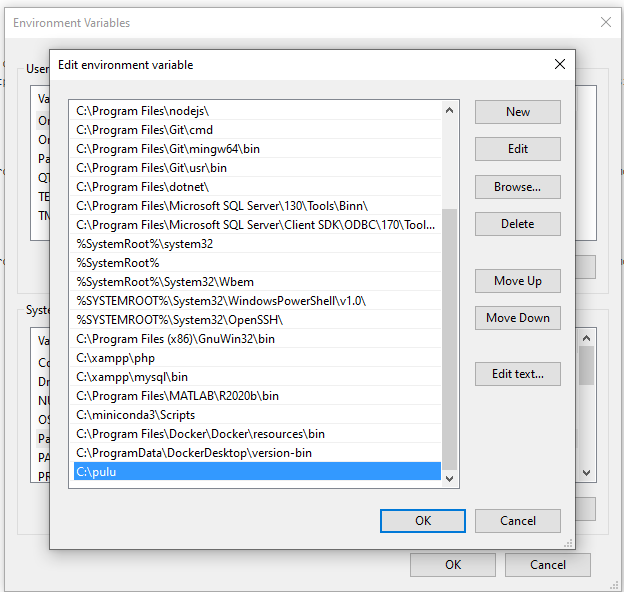 Environment Variables
Edit environment variable
User
Va
On
On
Pa
QT
TE
TN
Syste
Va
Co
Dr
NU
OS
Pa
PA
PR
C:\Program Files\nodejs\
C:\Program Files\Git\cmd
C:\Program Files\Git\mingw64\bin
C:\Program Files\Git\usr\bin
C:\Program Files\dotnet\
C:\Program Files\Microsoft SQL Server\130\Tools\Binn\
C:\Program Files\Microsoft SQL Server\Client SDK\ODBC\170\Tool...
%SystemRoot%\system32
%SystemRoot%
%SystemRoot%\System32\Wbem
%SYSTEMROOT%\System32\WindowsPowerShell\v1.0\
%SYSTEMROOT%\System32\OpenSSH\
C:\Program Files (x86)\GnuWin32\bin
C:\xampp\php
C:\xampp\mysql\bin
C:\Program Files\MATLAB\R2020b\bin
C:\miniconda3\Scripts
C:\Program Files\Docker\Docker\resources\bin
C:\ProgramData\DockerDesktop\version-bin
C:\pulu
New
Edit
Browse...
Delete
Move Up
Move Down
Edit text...
OK
Cancel
OK
Cancel